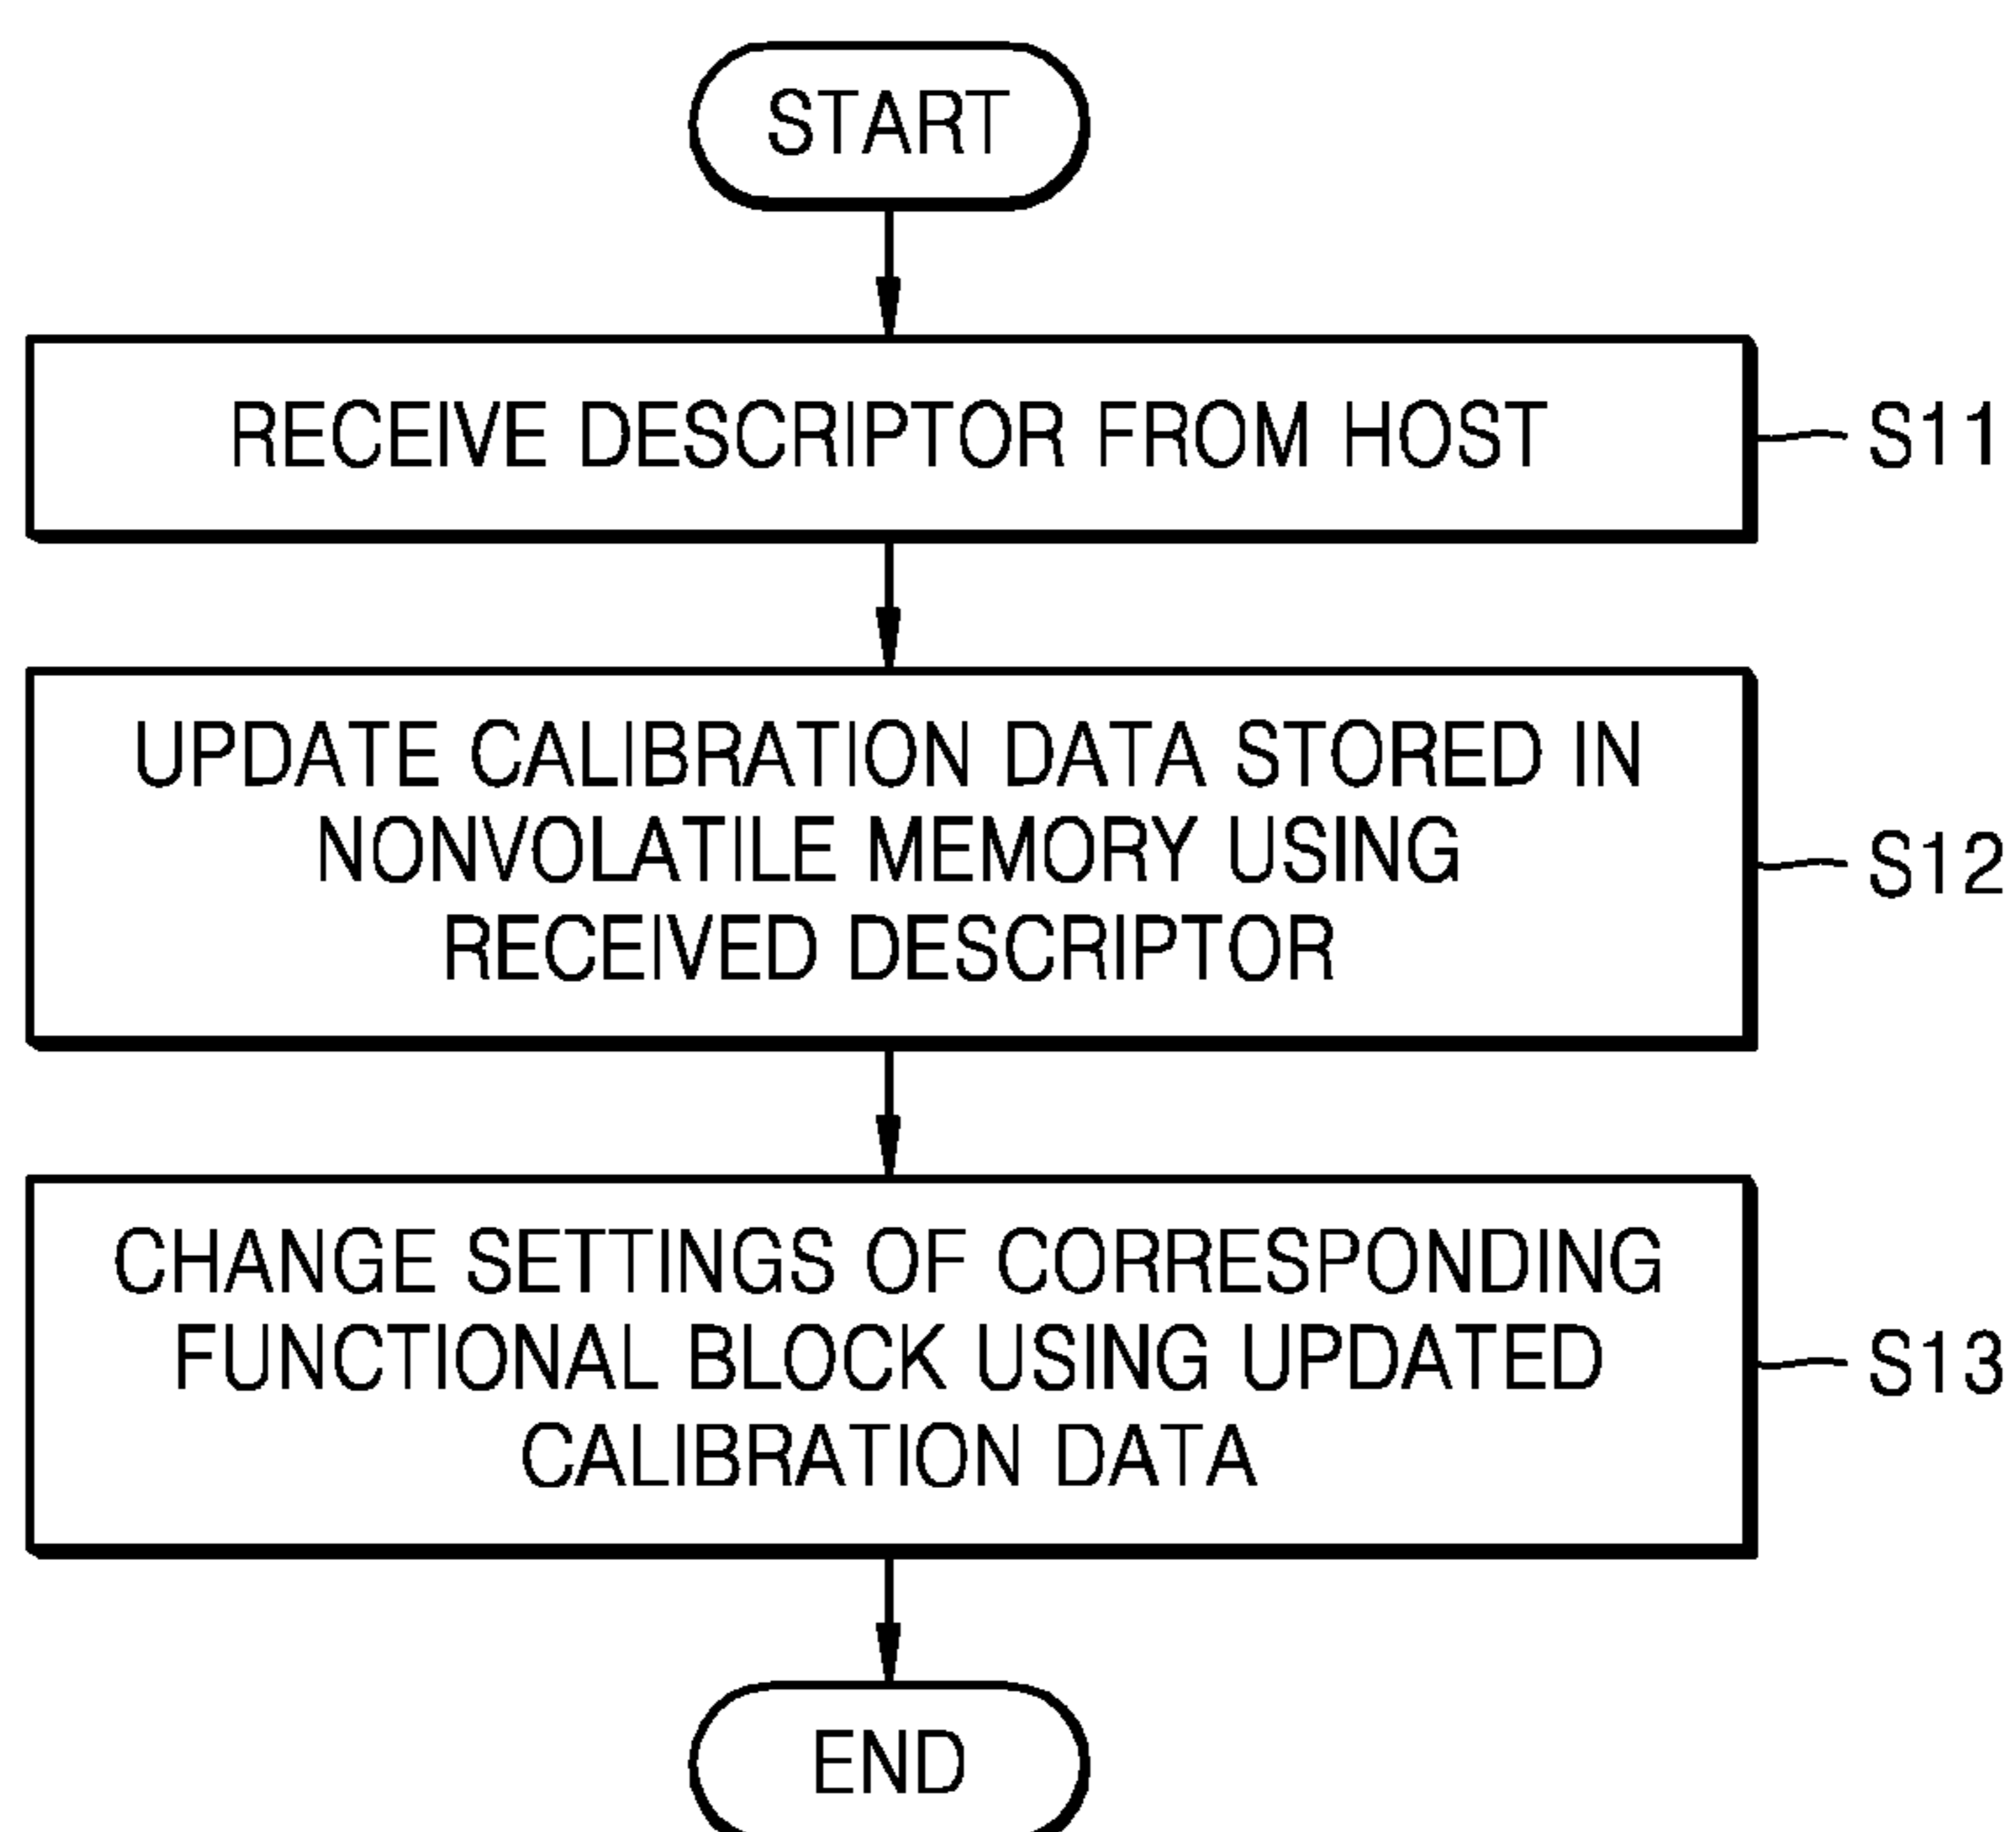 START
RECEIVE DESCRIPTOR FROM HOST
S11
UPDATE CALIBRATION DATA STORED IN
NONVOLATILE MEMORY USING
RECEIVED DESCRIPTOR
S12
CHANGE SETTINGS OF CORRESPONDING
FUNCTIONAL BLOCK USING UPDATED
CALIBRATION DATA
S13
END